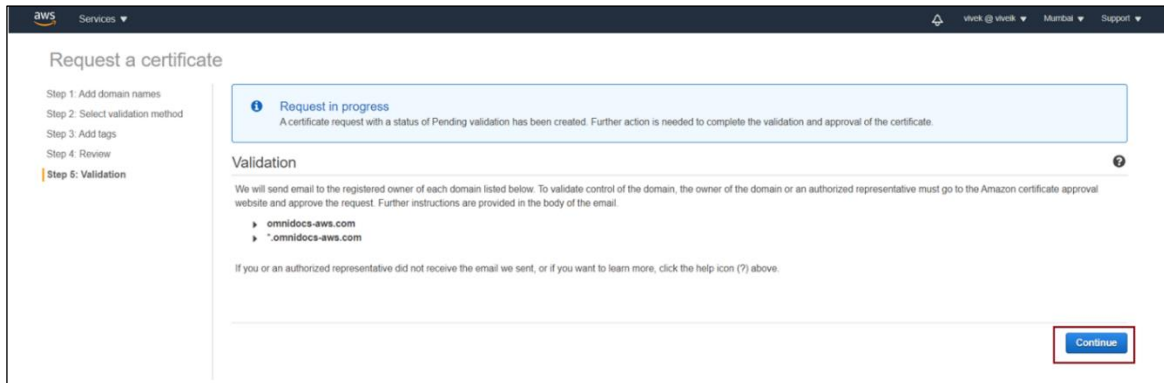 aws Services ▾ vivek @ viveik ▾ Mumbai ▾ Support ▾
Request a certificate
Step 1: Add domain names
Step 2: Select validation method
Step 3: Add tags
Step 4: Review
Step 5: Validation
Request in progress
A certificate request with a status of Pending validation has been created. Further action is needed to complete the validation and approval of the certificate.
Validation
We will send email to the registered owner of each domain listed below. To validate control of the domain, the owner of the domain or an authorized representative must go to the Amazon certificate approval
website and approve the request. Further instructions are provided in the body of the email.
omnidocs-aws.com
*.omnidocs-aws.com
If you or an authorized representative did not receive the email we sent, or if you want to learn more, click the help icon (?) above.
Continue